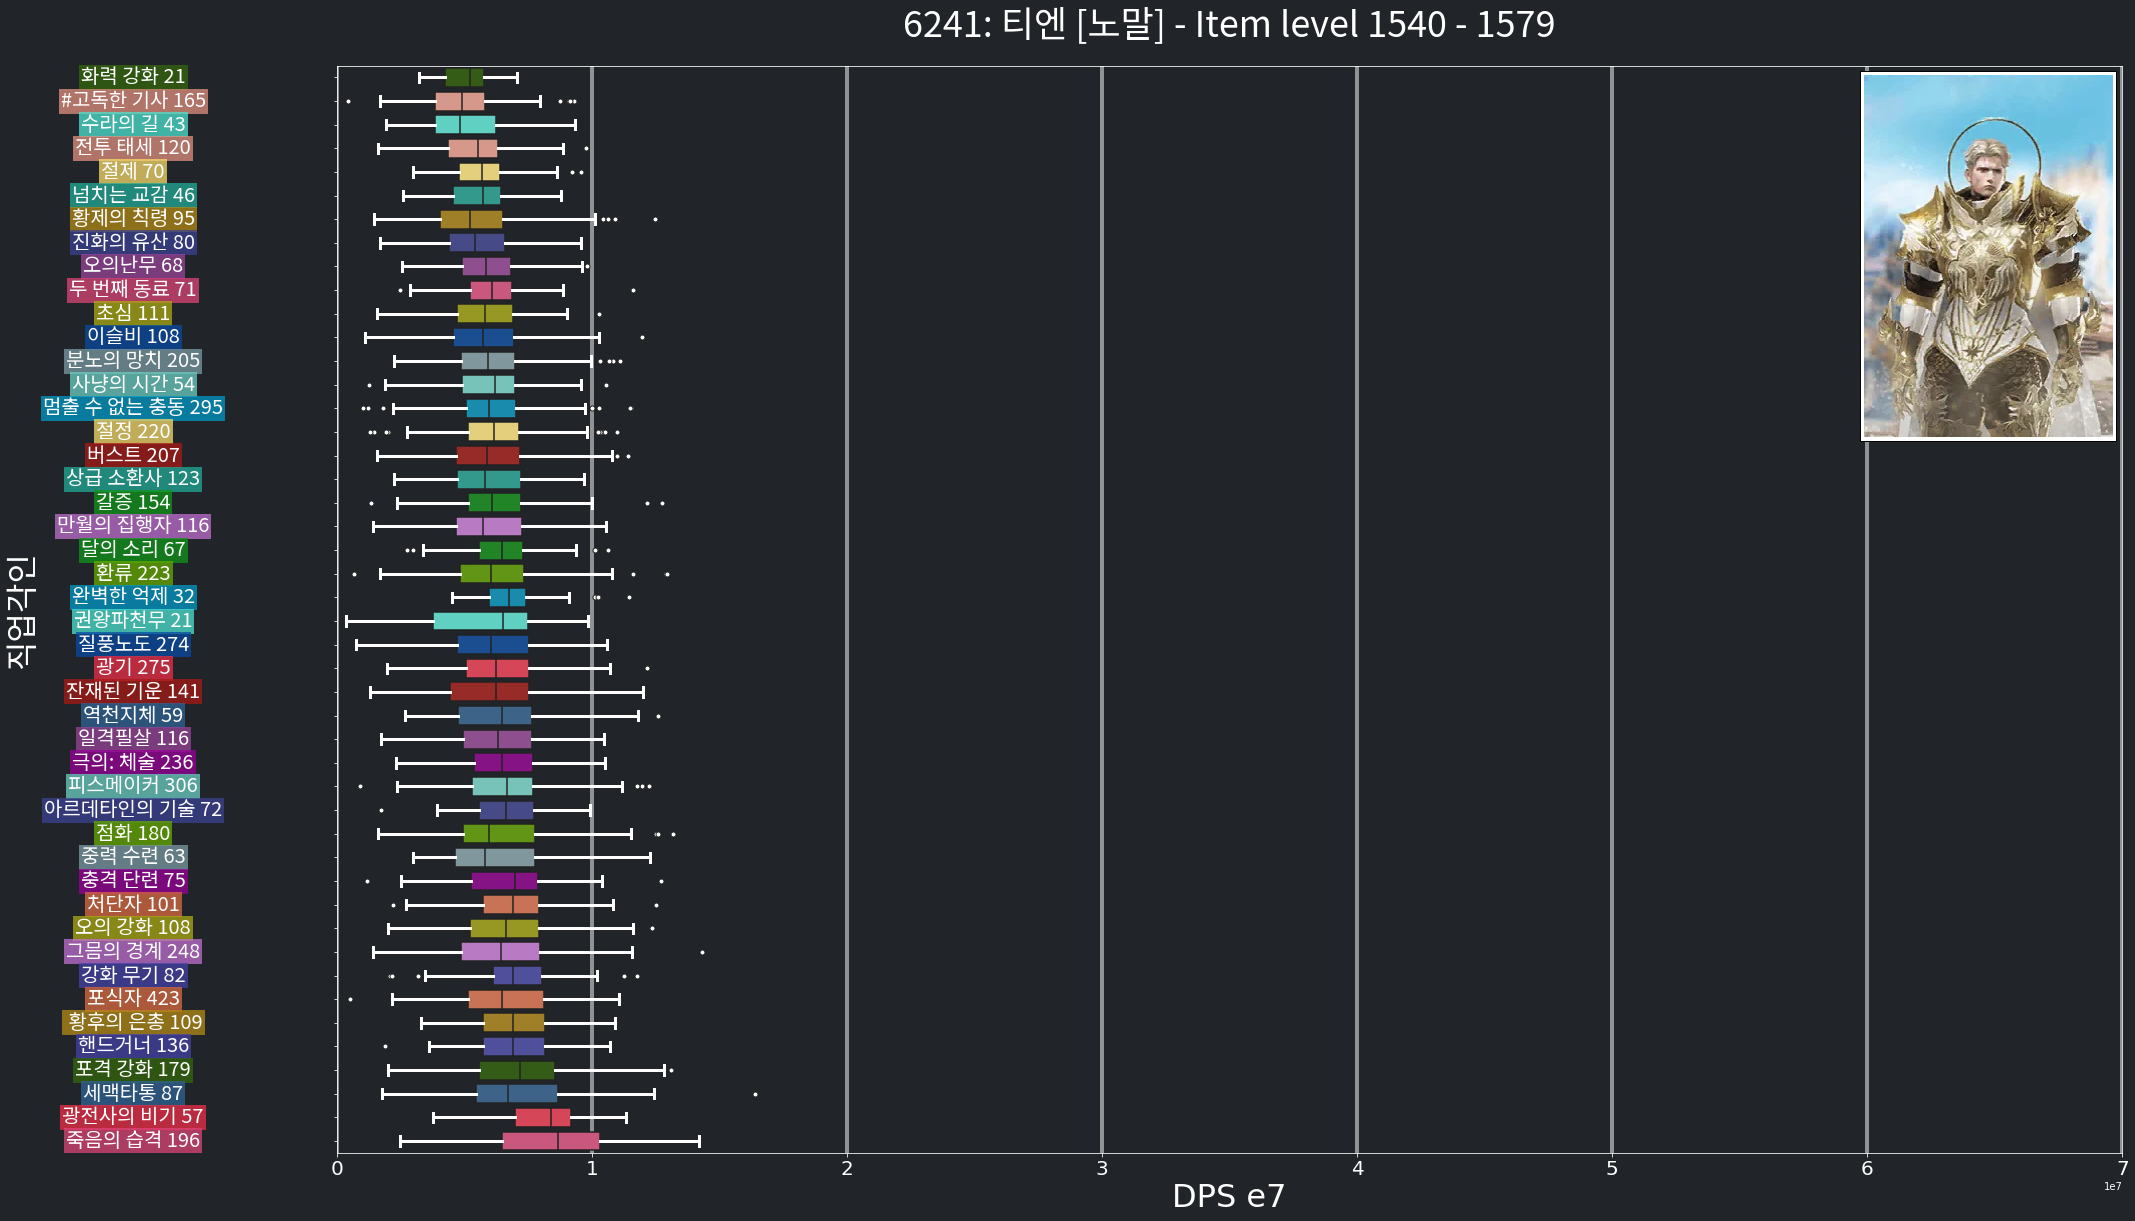 6241: 티엔 [노말] - Item level 1540 - 1579
화력 강화 21
#고독한 기사 165
수라의 길 43
전투 태세 120
절제 70
넘치는 교감 46
황제의 칙령 95
진화의 유산 80
오의난무 68
두 번째 동료 71
초심 111
이슬비 108
분노의 망치 205
사냥의 시간 54
멈출 수 없는 충동 295
절정 220
버스트 207
상급 소환사 123
갈증 154
만월의 집행자 116
달의 소리 67
환류 223
완벽한 억제 32
권왕파천무 21
질풍노도 274
광기 275
잔재된 기운 141
역천지체 59
일격필살 116
극의: 체술 236
피스메이커 306
아르데타인의 기술 72
점화 180
중력 수련 63
충격 단련 75
처단자 101
오의 강화 108
그믐의 경계 248
강화 무기 82
포식자 423
황후의 은총 109
핸드거너 136
포격 강화 179
세맥타통 87
광전사의 비기 57
죽음의 습격 196
직업각인
0 1 2 3 4 5 6 7
DPS e7
1e7